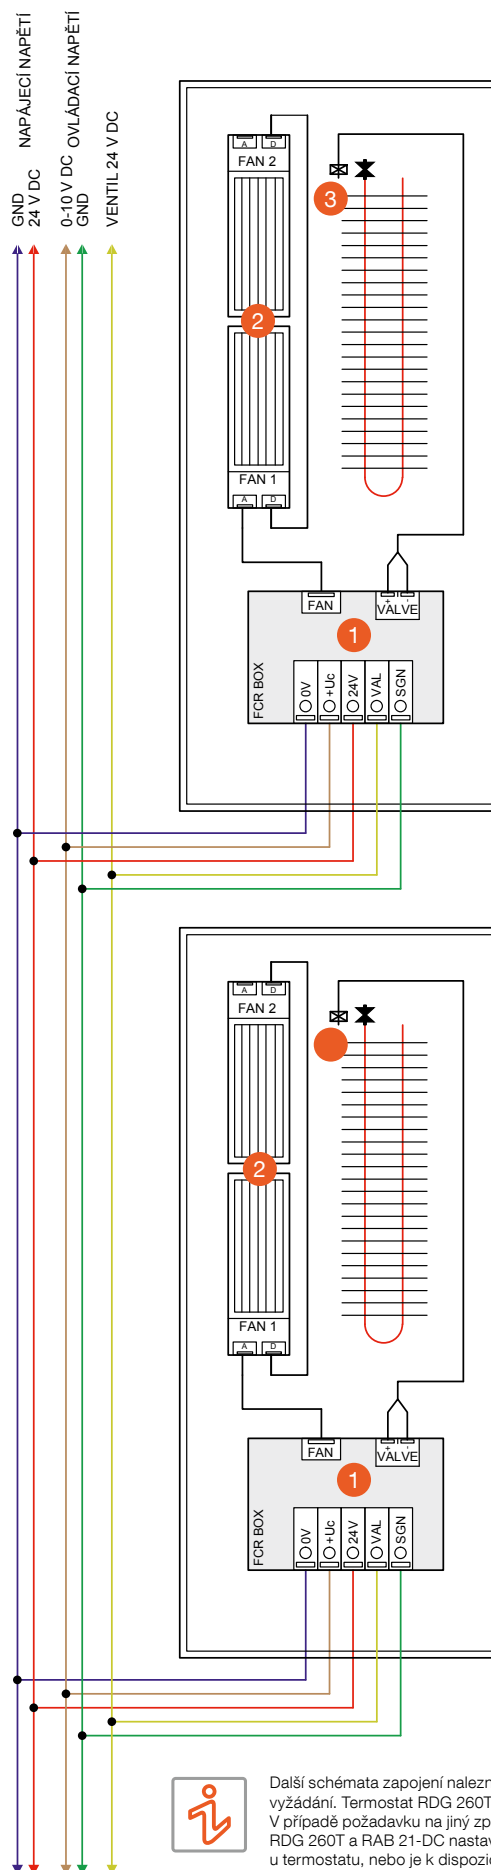 NAPÁJECÍ NAPĚTÍ
GND
24 V DC
OVLÁDACÍ NAPĚTÍ
0-10 V DC
GND
VENTIL 24 V DC
A D
FAN 2
3
2
FAN 1
A D
FAN
+ -
VALVE
1
FCR BOX
0V
+Uc
24V
VAL
SGN
A D
FAN 2
2
FAN 1
A D
FAN
+ -
VALVE
1
FCR BOX
0V
+Uc
24V
VAL
SGN
Další schémata zapojení nalezn
vyžádání. Termostat RDG 260T
V případě požadavku na jiný zp
RDG 260T a RAB 21-DC nastav
u termostatu, nebo je k dispozic